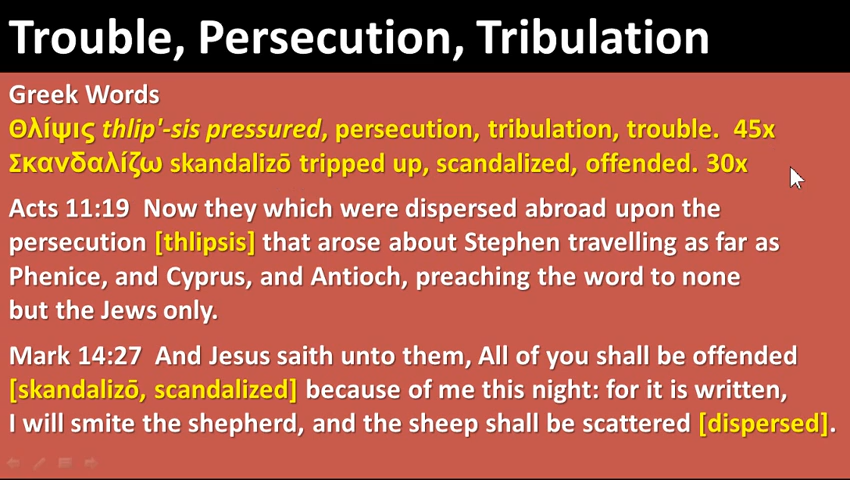 Trouble, Persecution, Tribulation
Greek Words
Θλίψις thlip'-sis pressured, persecution, tribulation, trouble. 45x
Σκανδαλίζω skandalizō tripped up, scandalized, offended. 30x
Acts 11:19 Now they which were dispersed abroad upon the
persecution [thlipsis] that arose about Stephen travelling as far as
Phenice, and Cyprus, and Antioch, preaching the word to none
but the Jews only.
Mark 14:27 And Jesus saith unto them, All of you shall be offended
[skandalizō, scandalized] because of me this night: for it is written,
I will smite the shepherd, and the sheep shall be scattered [dispersed].